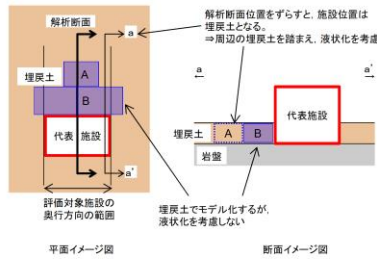 解析断面
a
解析断面位置をずらすと，施設位置は
埋戻土となる。
⇒周辺の埋戻土を踏まえ，液状化を考慮
埋戻土
A
B
代表
施設
a'
評価対象施設の
奥行方向の範囲
平面イメージ図
a
a'
代表施設
埋戻土
A
B
岩盤
埋戻土でモデル化するが，
液状化を考慮しない
断面イメージ図